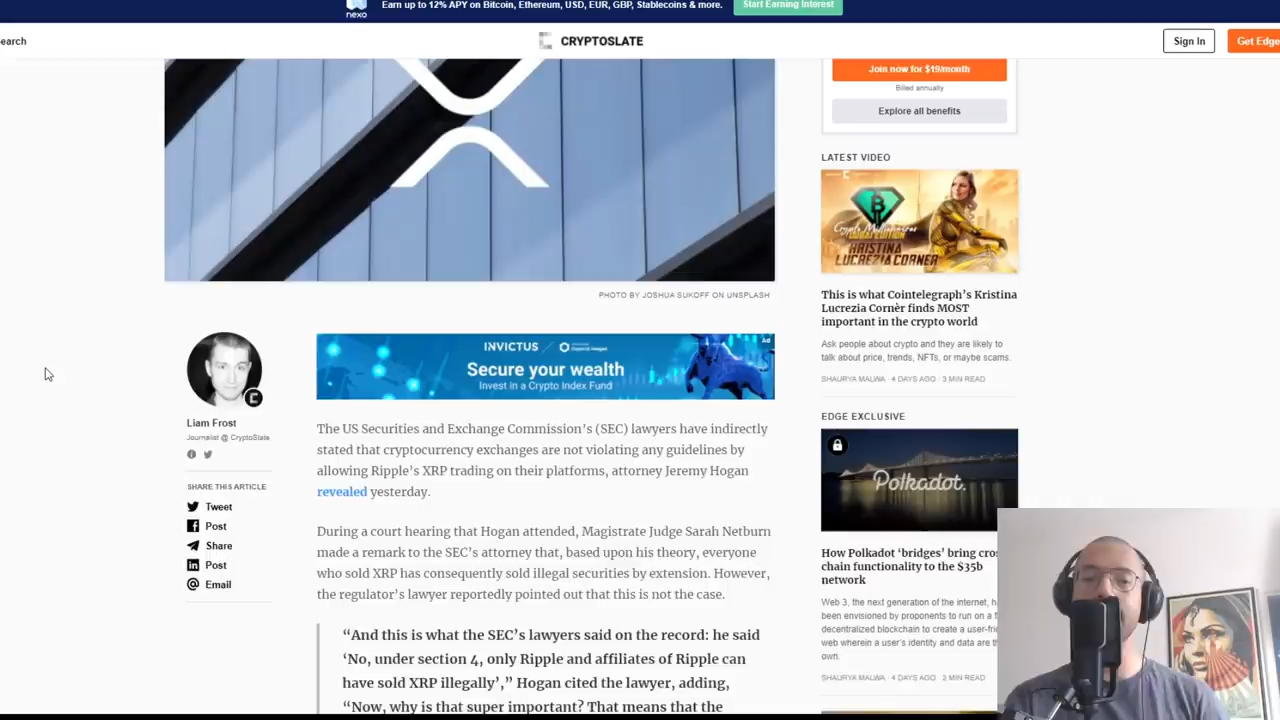 nexo
Earn up to 12% APY on Bitcoin, Ethereum, USD, EUR, GBP, Stablecoins & more.
Start Earning Interest
earch
CRYPTOSLATE
Sign In
Get Edge
Join now for $19/month
Billed annually
Explore all benefits
PHOTO BY JOSHUA SUKOFF ON UNSPLASH
Liam Frost
Journalist @ CryptoSlate
SHARE THIS ARTICLE
Tweet
Post
Share
Post
Email
INVICTUS
Ad
Secure your wealth
Invest in a Crypto Index Fund
The US Securities and Exchange Commission's (SEC) lawyers have indirectly
stated that cryptocurrency exchanges are not violating any guidelines by
allowing Ripple's XRP trading on their platforms, attorney Jeremy Hogan
revealed yesterday.
During a court hearing that Hogan attended, Magistrate Judge Sarah Netburn
made a remark to the SEC's attorney that, based upon his theory, everyone
who sold XRP has consequently sold illegal securities by extension. However,
the regulator's lawyer reportedly pointed out that this is not the case.
“And this is what the SEC's lawyers said on the record: he said
‘No, under section 4, only Ripple and affiliates of Ripple can
have sold XRP illegally’,” Hogan cited the lawyer, adding,
“Now, why is that super important? That means that the
LATEST VIDEO
Crypto Millionaires
KRISTINA
LUCREZIA CORNER
This is what Cointelegraph's Kristina
Lucrezia Cornèr finds MOST
important in the crypto world
Ask people about crypto and they are likely to
talk about price, trends, NFTs, or maybe scams.
SHAURYA MALWA · 4 DAYS AGO · 3 MIN READ
EDGE EXCLUSIVE
Polkadot.
How Polkadot ‘bridges’ bring cros
chain functionality to the $35b
network
Web 3, the next generation of the internet, h
been envisioned by proponents to run on a f
decentralized blockchain to create a user-frie
web wherein a user's identity and data are th
own.
SHAURYA MALWA · 4 DAYS AGO · 2 MIN READ